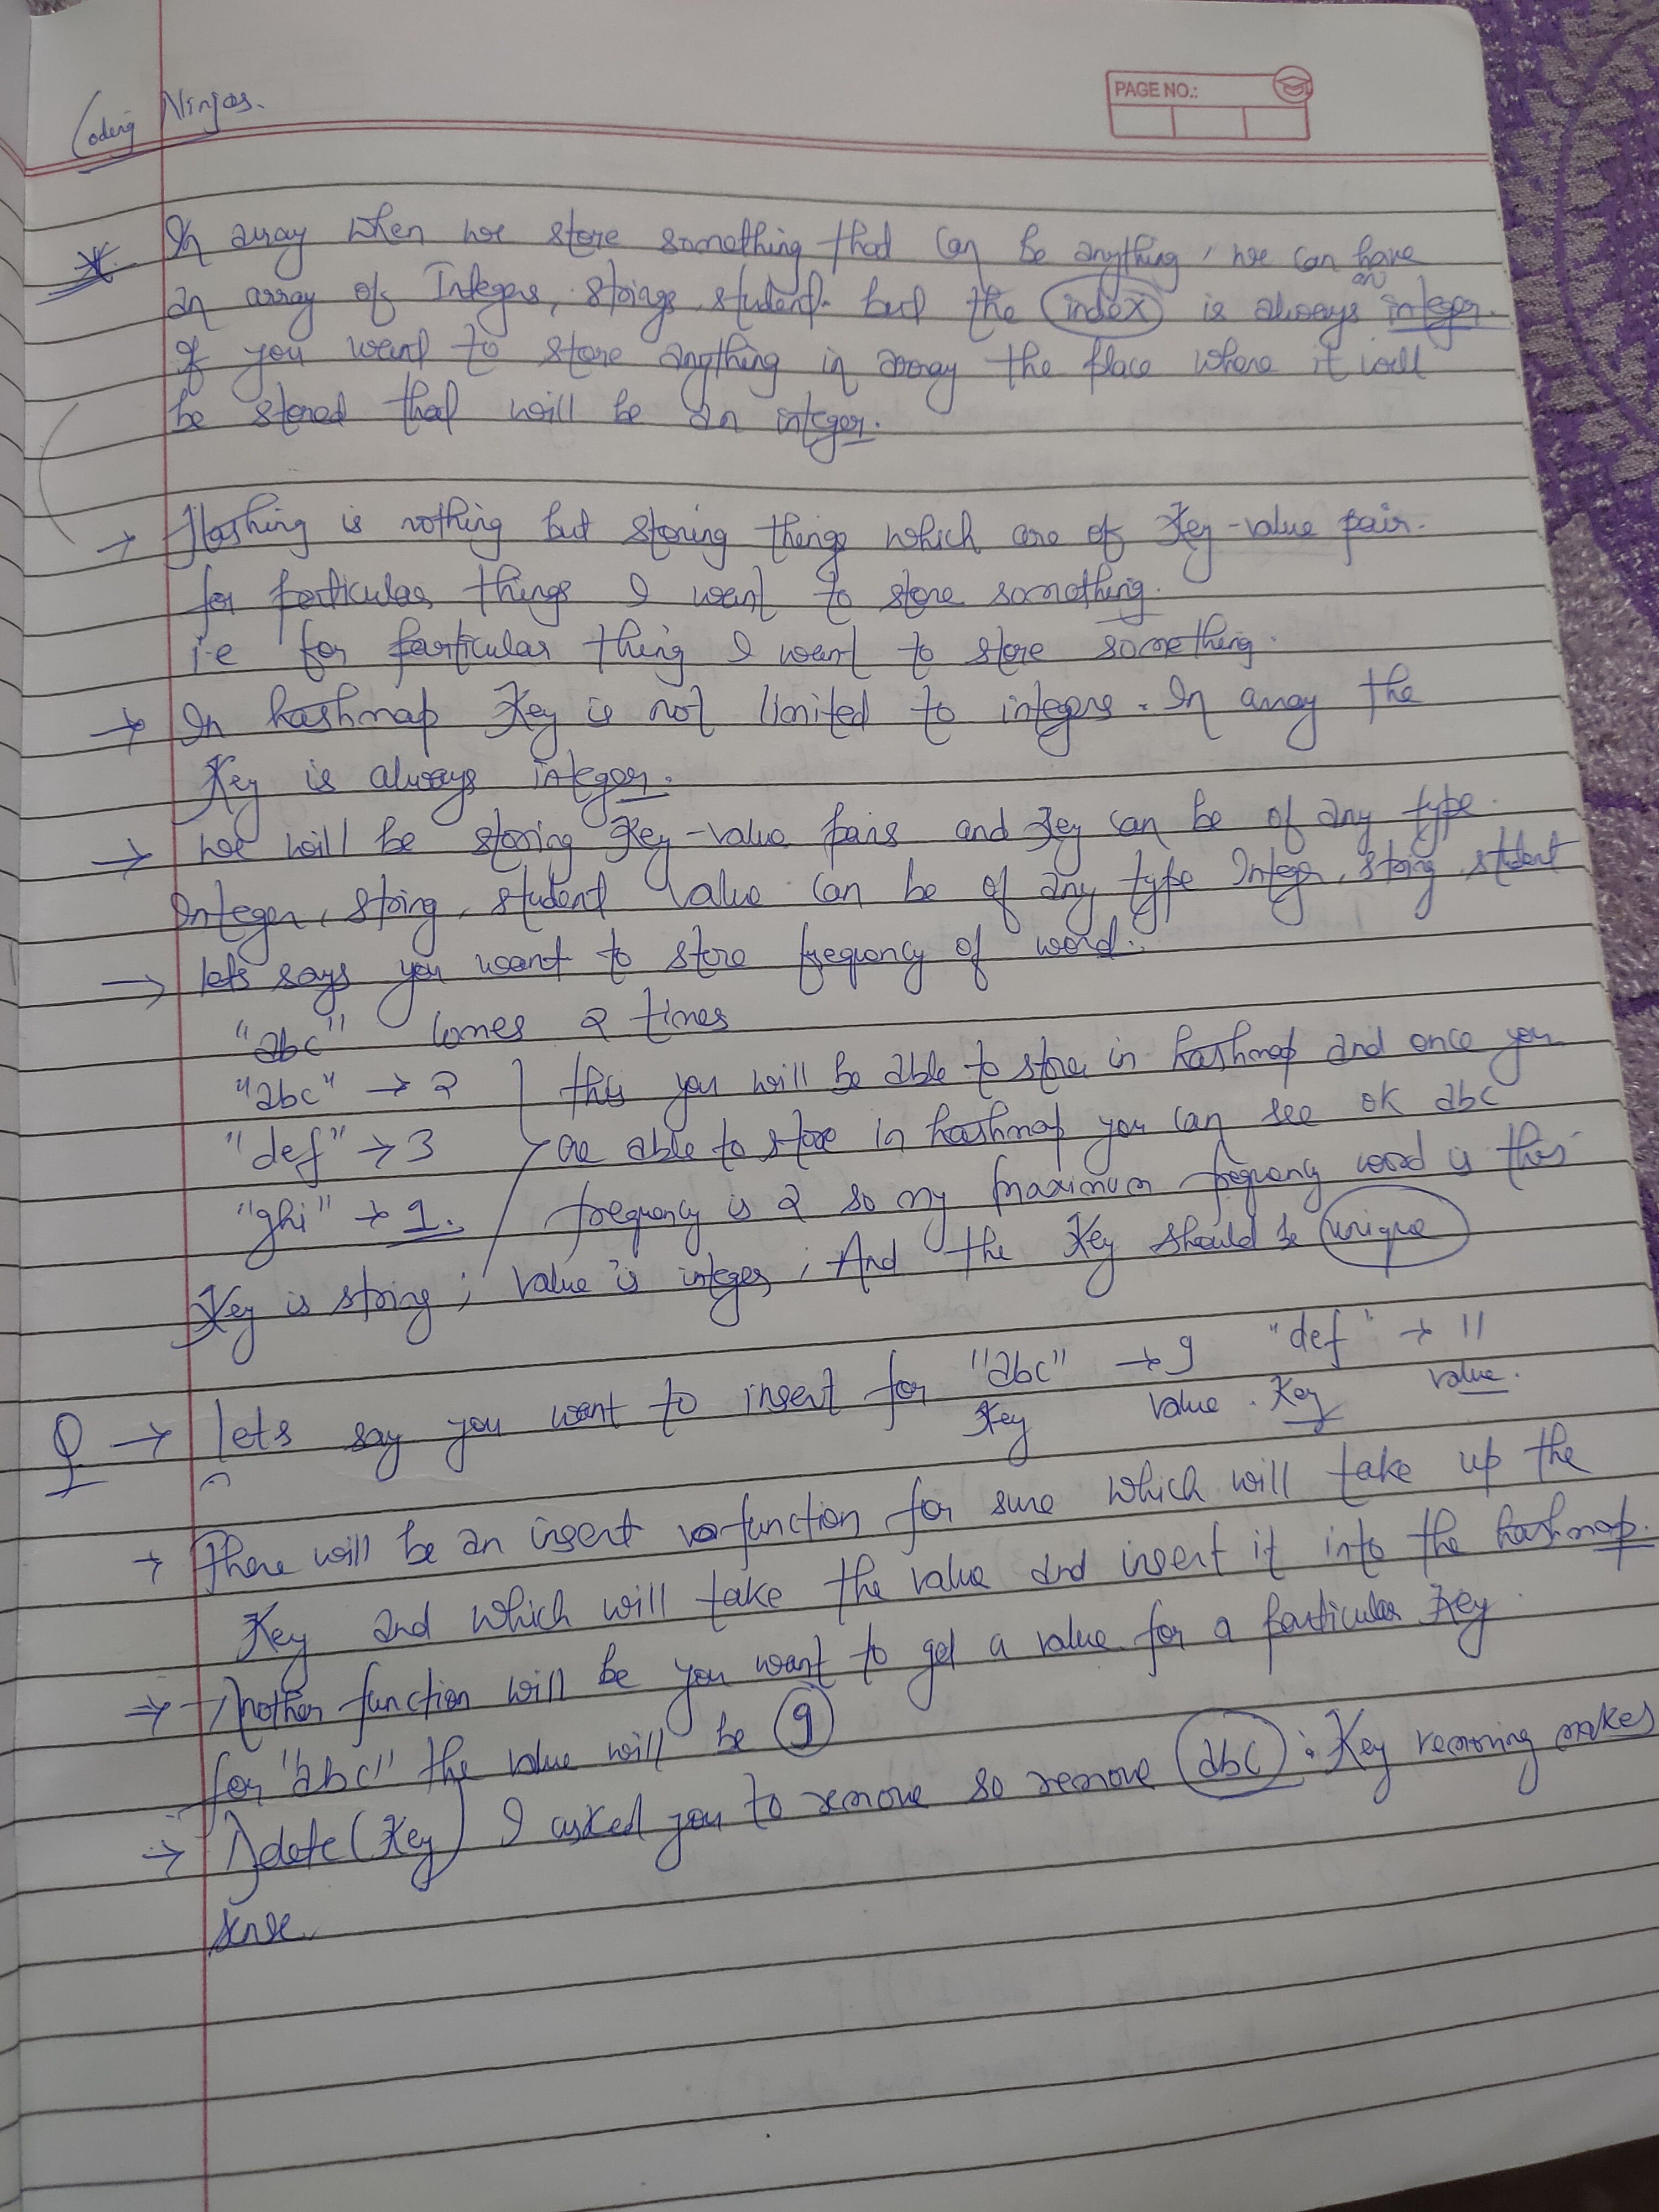 Coding Ninjas.
PAGE NO.:
In array when we store something that can be anything, we can have
an array of Integers, strings, student. but the index is always an integer.
If you want to store anything in array the place where it will
be stored that will be an integer.
→ Hashing is nothing but storing things which are of Key-value pair.
for particular things I want to store something.
i.e for particular thing I want to store something.
→ In hashmap Key is not limited to integers. In array the
Key is always integer.
→ we will be storing Key-value pairs and Key can be of any type
Integer, string, student value can be of any type Integer, string, student
→ lets says you want to store frequency of word.
"abc" comes 2 times
"abc" → 2 this you will be able to store in hashmap and once you
"def" → 3 are able to store in hashmap you can see ok abc
"ghi" → 1. frequency is 2 so my maximum frequency word is this
Key is string; value is integer; And the Key should be unique
Q → lets say you want to insert for "abc" → 9 "def" → 11
Key value. Key value.
→ There will be an insert function for sure which will take up the
Key and which will take the value and insert it into the hashmap.
→ Another function will be you want to get a value for a particular Key
for "abc" the value will be 9
→ (Key) I asked you to remove so remove abc : Key removing makes
sense.